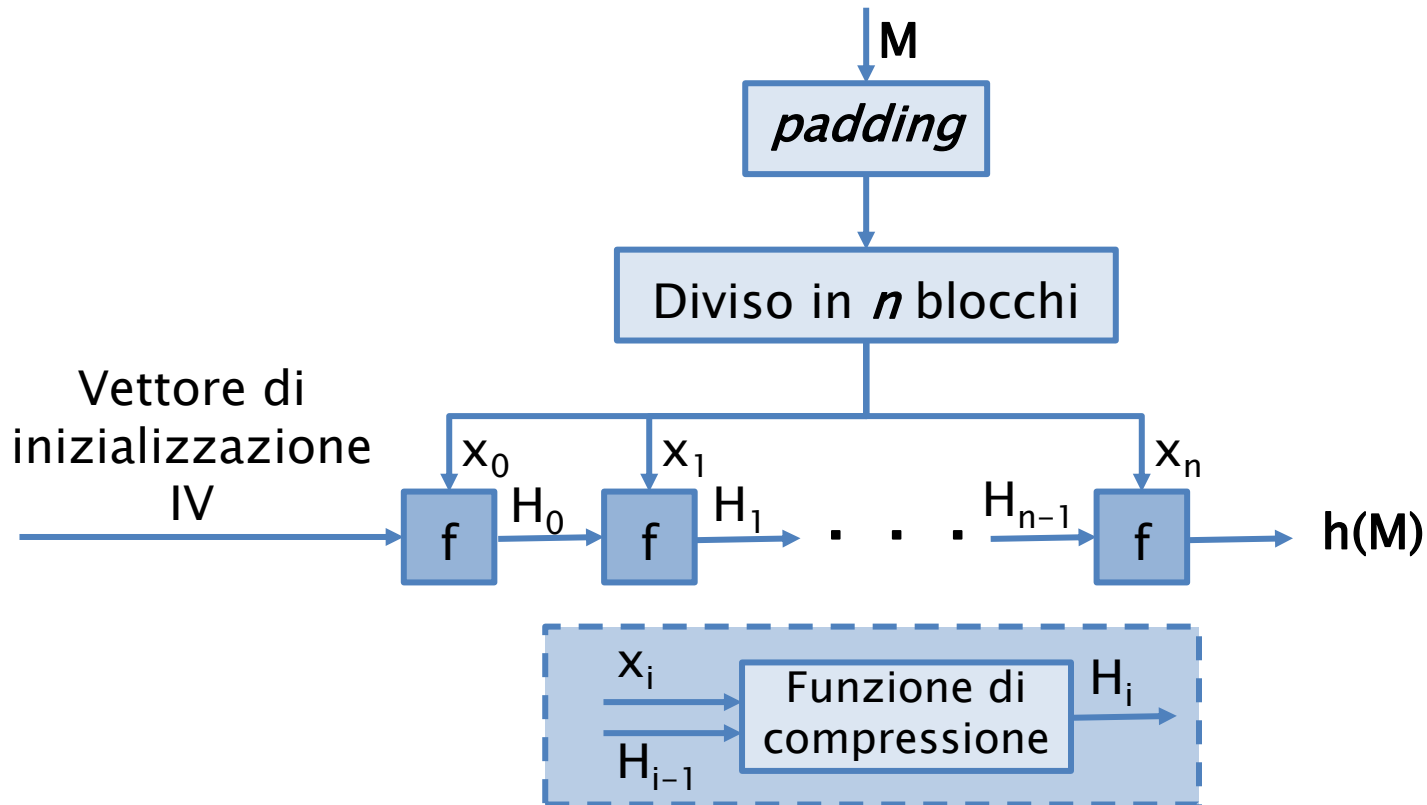 M
padding
Diviso in n blocchi
Vettore di
inizializzazione
IV
x₀
x₁
xₙ
f
H₀
f
H₁
. . .
Hₙ₋₁
f
h(M)
xᵢ
Hᵢ₋₁
Funzione di
compressione
Hᵢ